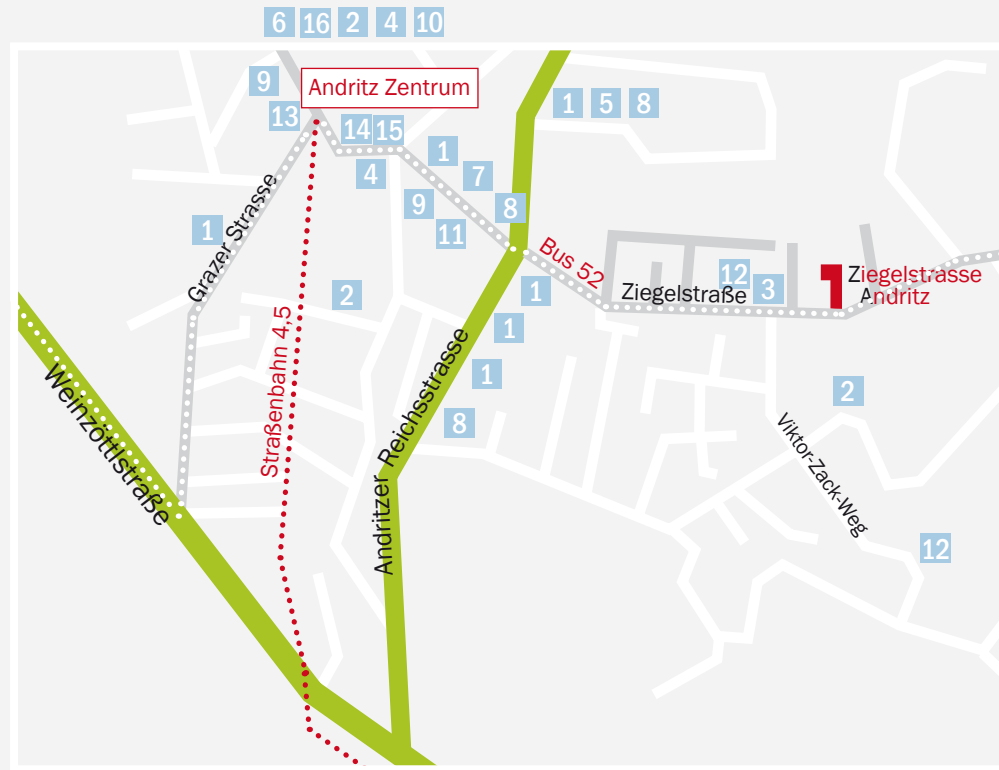 6 16 2 4 10
9
Andritz Zentrum
13
14 15
1 5 8
4
1
7
9
8
11
1
Grazer Strasse
Bus 52
12
3
Ziegelstraße
Ziegelstrasse
Andritz
2
1
Straßenbahn 4,5
1
Andritzer Reichsstrasse
1
8
Weinzöttlstraße
2
Viktor-Zack-Weg
12